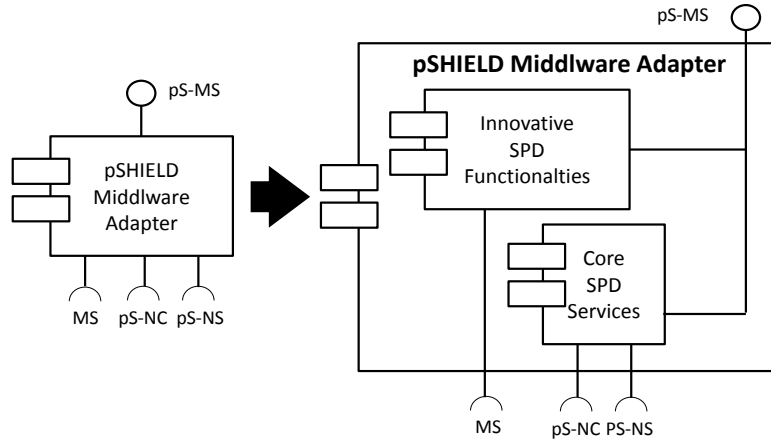 pS-MS
pSHIELD
Middlware
Adapter
MS
pS-NC
pS-NS
pS-MS
pSHIELD Middlware Adapter
Innovative
SPD
Functionalties
Core
SPD
Services
MS
pS-NC
PS-NS